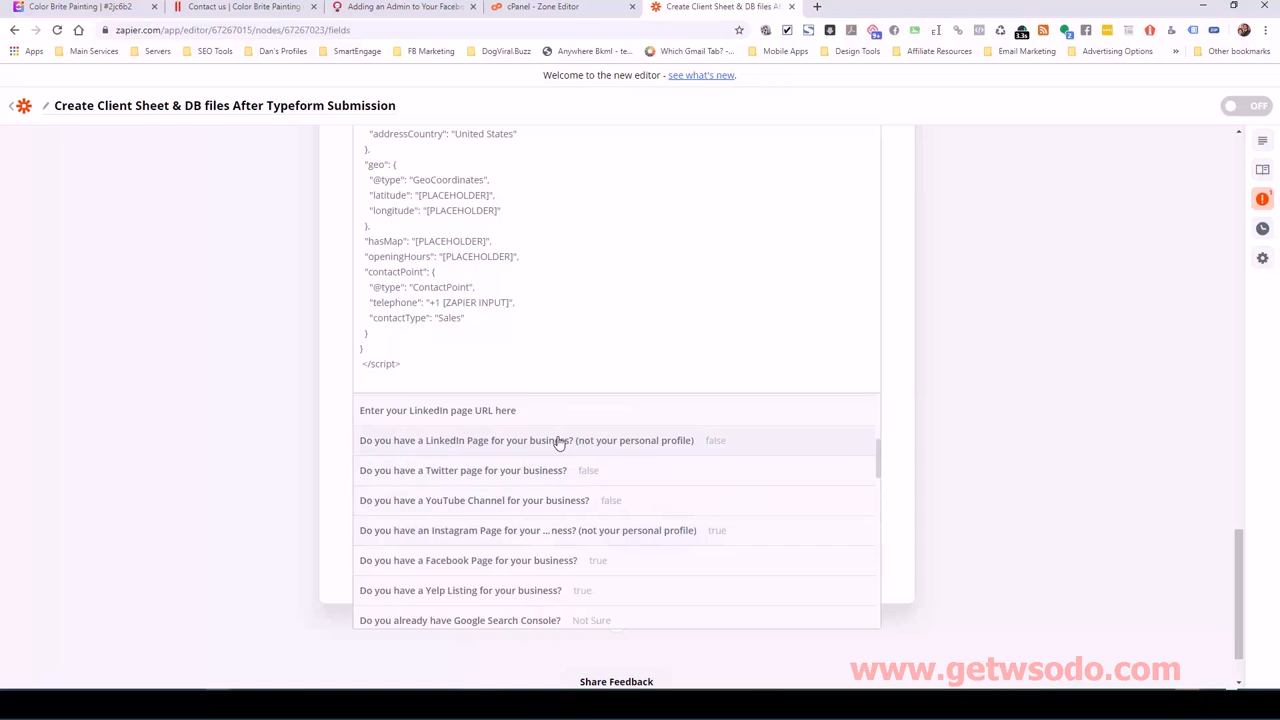 Color Brite Painting | #2jc6b2
Contact us | Color Brite Painting
Adding an Admin to Your Facebo
cPanel - Zone Editor
Create Client Sheet & DB files Af
zapier.com/app/editor/67267015/nodes/67267023/fields
Apps
Main Services
Servers
SEO Tools
Dan's Profiles
SmartEngage
FB Marketing
DogViral.Buzz
Anywhere Bkml - te...
Which Gmail Tab? -...
Mobile Apps
Design Tools
Affiliate Resources
Email Marketing
Advertising Options
Other bookmarks
Welcome to the new editor - see what's new.
Create Client Sheet & DB files After Typeform Submission
OFF
"addressCountry": "United States"
},
"geo": {
"@type": "GeoCoordinates",
"latitude": "[PLACEHOLDER]",
"longitude": "[PLACEHOLDER]"
},
"hasMap": "[PLACEHOLDER]",
"openingHours": "[PLACEHOLDER]",
"contactPoint": {
"@type": "ContactPoint",
"telephone": "+1 [ZAPIER INPUT]",
"contactType": "Sales"
}
}
</script>
Enter your LinkedIn page URL here
Do you have a LinkedIn Page for your business? (not your personal profile) false
Do you have a Twitter page for your business? false
Do you have a YouTube Channel for your business? false
Do you have an Instagram Page for your ... ness? (not your personal profile) true
Do you have a Facebook Page for your business? true
Do you have a Yelp Listing for your business? true
Do you already have Google Search Console? Not Sure
www.getwsodo.com
Share Feedback